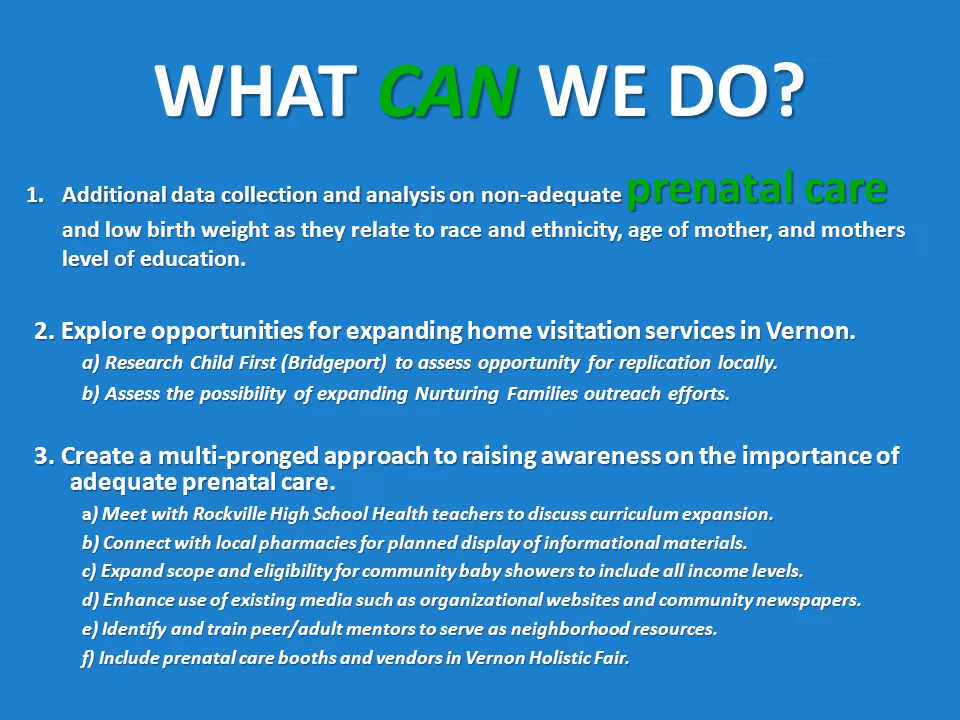 WHAT CAN WE DO?
1. Additional data collection and analysis on non-adequate prenatal care
and low birth weight as they relate to race and ethnicity, age of mother, and mothers
level of education.
2. Explore opportunities for expanding home visitation services in Vernon.
a) Research Child First (Bridgeport) to assess opportunity for replication locally.
b) Assess the possibility of expanding Nurturing Families outreach efforts.
3. Create a multi-pronged approach to raising awareness on the importance of
adequate prenatal care.
a) Meet with Rockville High School Health teachers to discuss curriculum expansion.
b) Connect with local pharmacies for planned display of informational materials.
c) Expand scope and eligibility for community baby showers to include all income levels.
d) Enhance use of existing media such as organizational websites and community newspapers.
e) Identify and train peer/adult mentors to serve as neighborhood resources.
f) Include prenatal care booths and vendors in Vernon Holistic Fair.